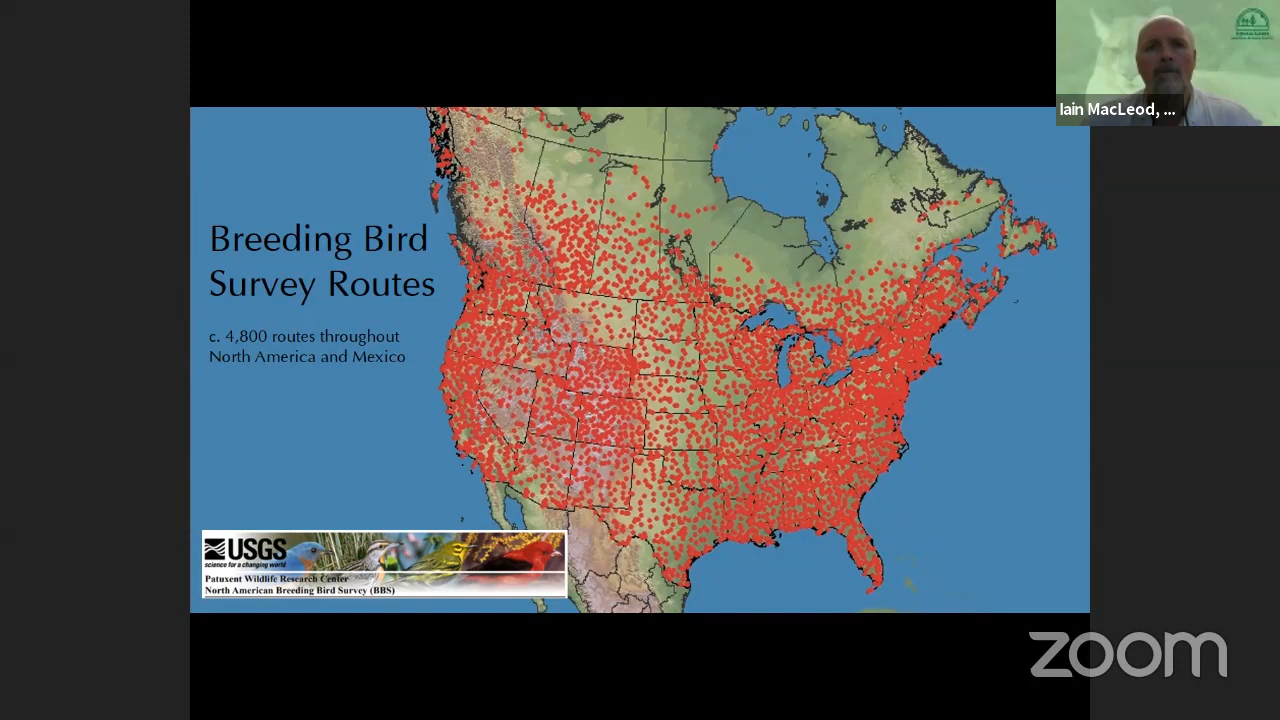 Iain MacLeod, ...
Breeding Bird
Survey Routes
c. 4,800 routes throughout
North America and Mexico
USGS
science for a changing world
Patuxent Wildlife Research Center
North American Breeding Bird Survey (BBS)
zoom